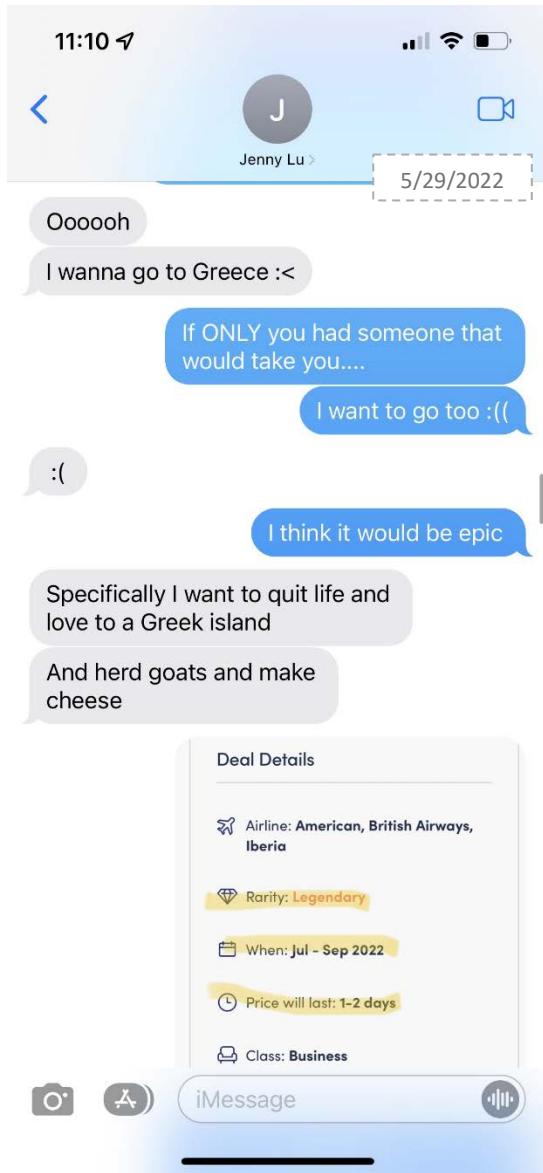 11:10
J
Jenny Lu
5/29/2022
Oooooh
I wanna go to Greece :<
If ONLY you had someone that
would take you....
I want to go too :((
:(
I think it would be epic
Specifically I want to quit life and
love to a Greek island
And herd goats and make
cheese
Deal Details
Airline: American, British Airways,
Iberia
Rarity: Legendary
When: Jul - Sep 2022
Price will last: 1-2 days
Class: Business
iMessage